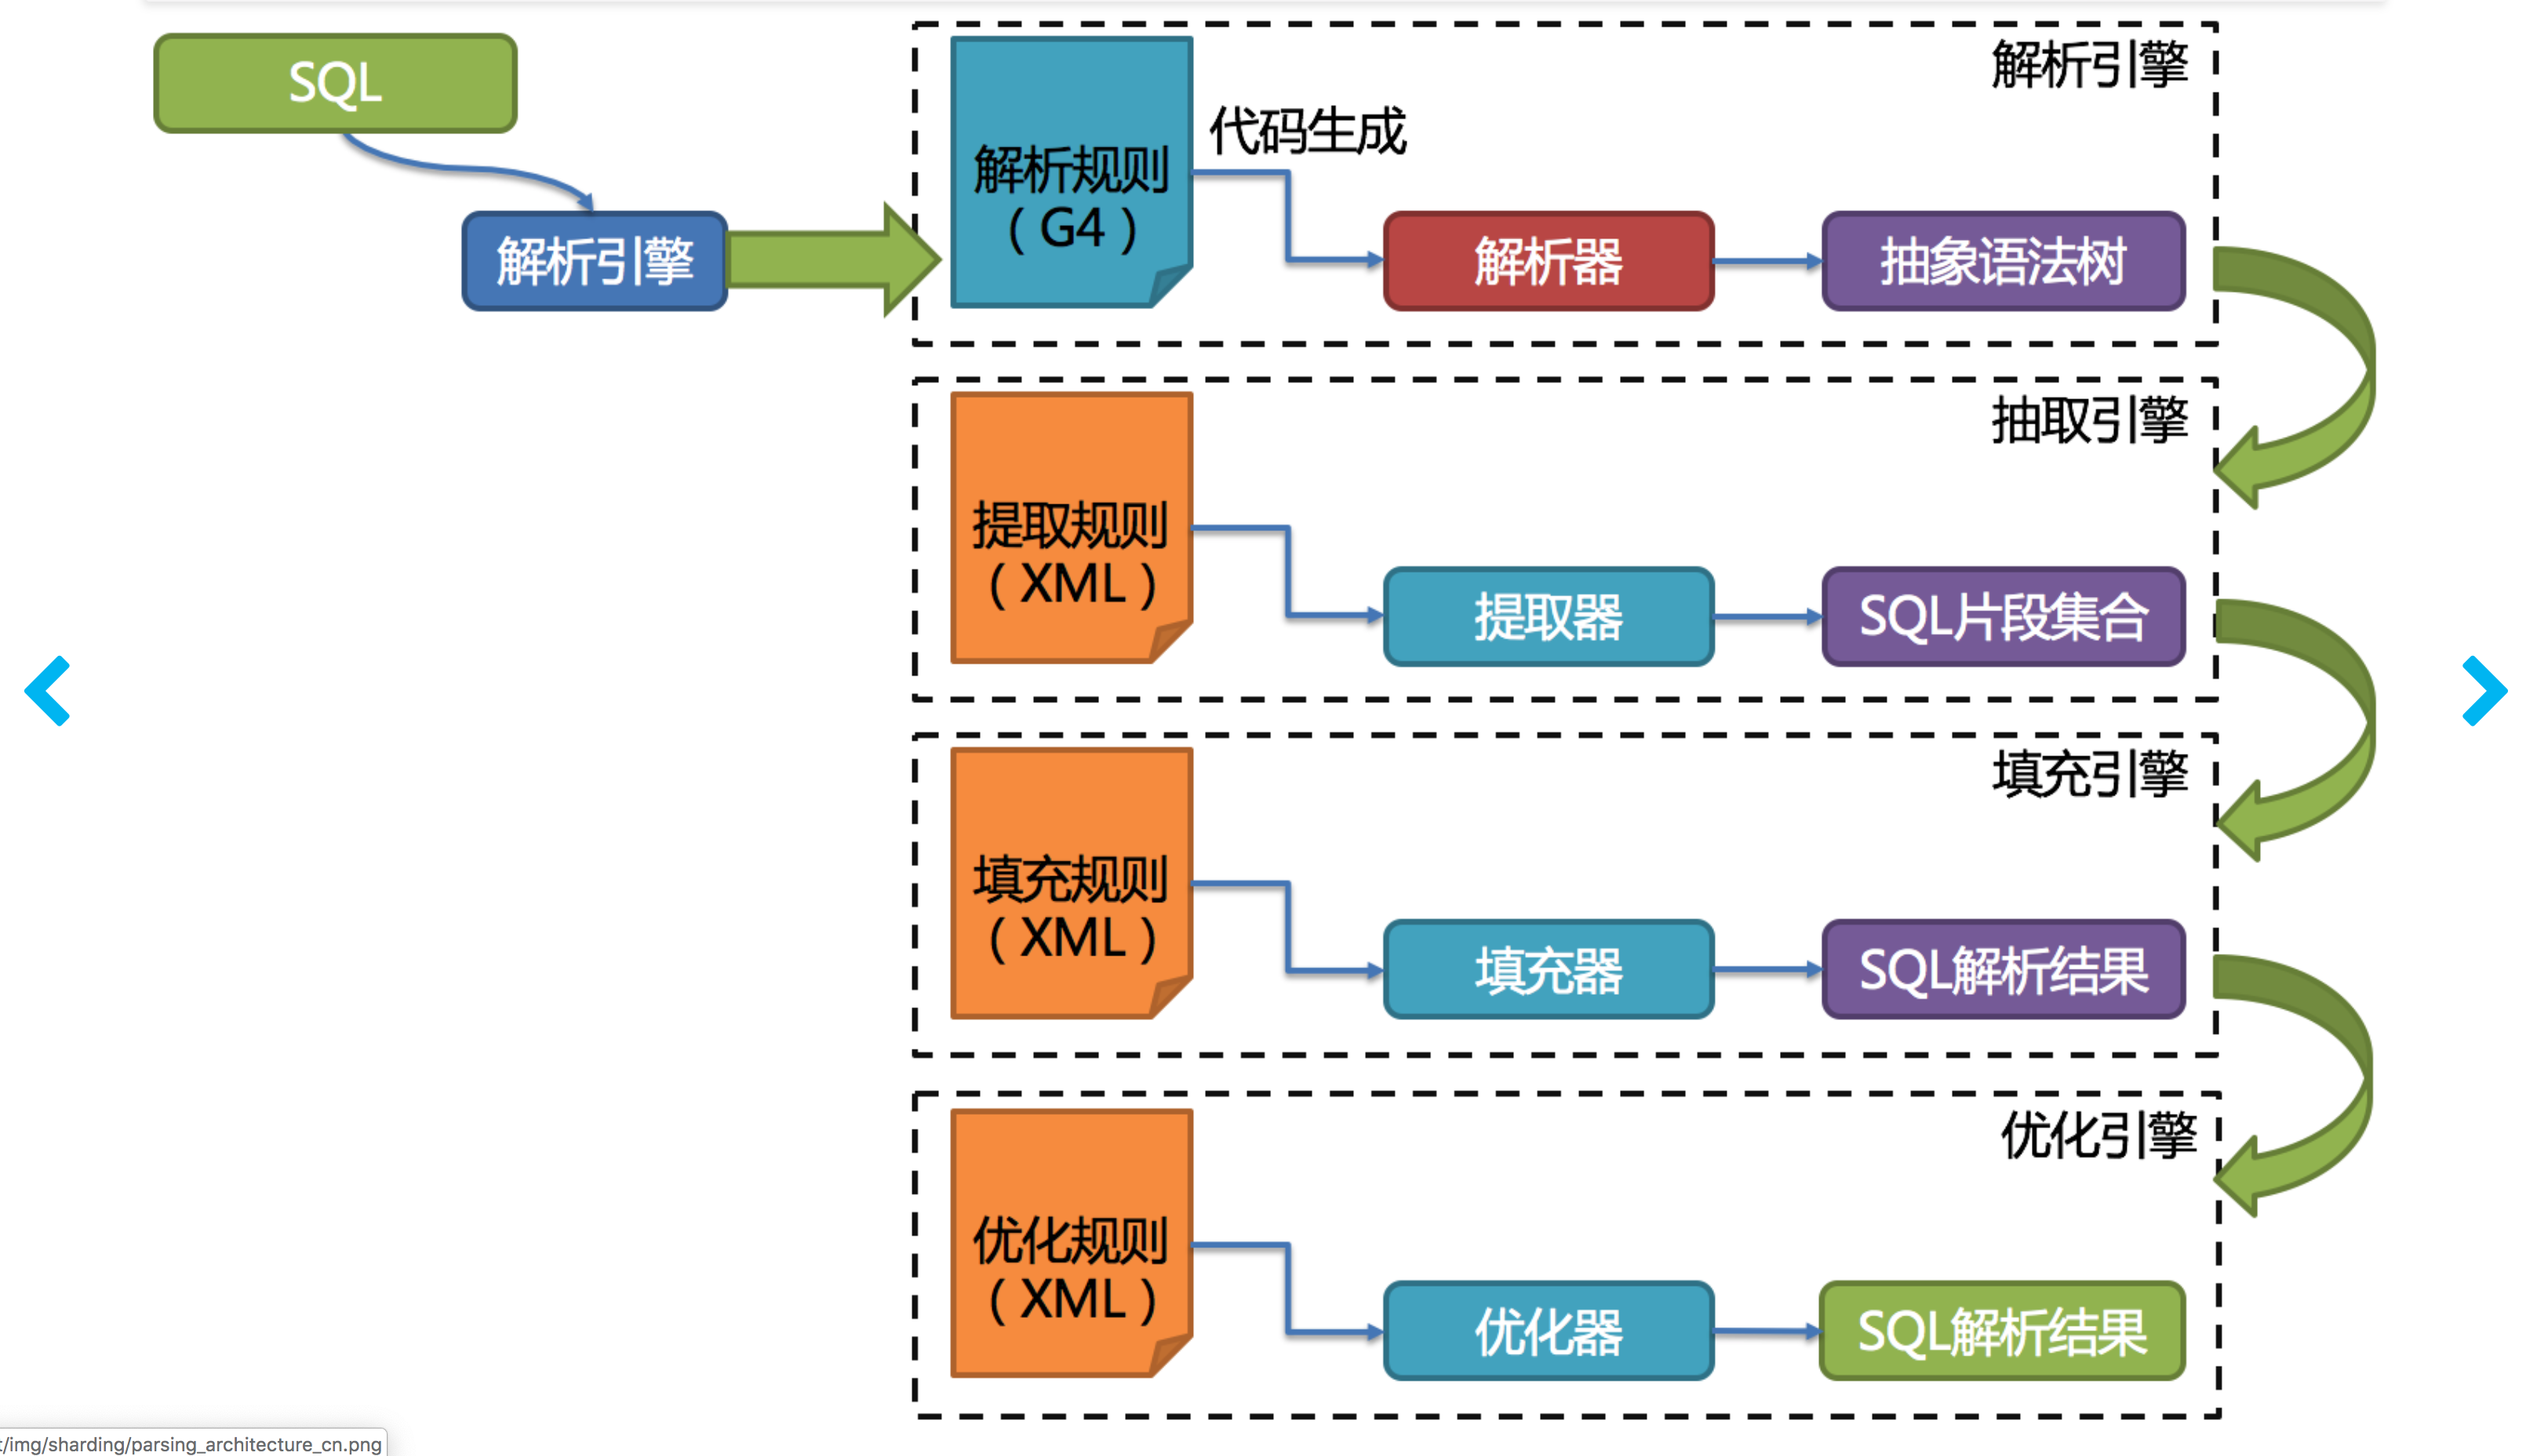 SQL
解析引擎
解析引擎
解析规则
（G4）
代码生成
解析器
抽象语法树
抽取引擎
提取规则
（XML）
提取器
SQL片段集合
填充引擎
填充规则
（XML）
填充器
SQL解析结果
优化引擎
优化规则
（XML）
优化器
SQL解析结果
t/img/sharding/parsing_architecture_cn.png